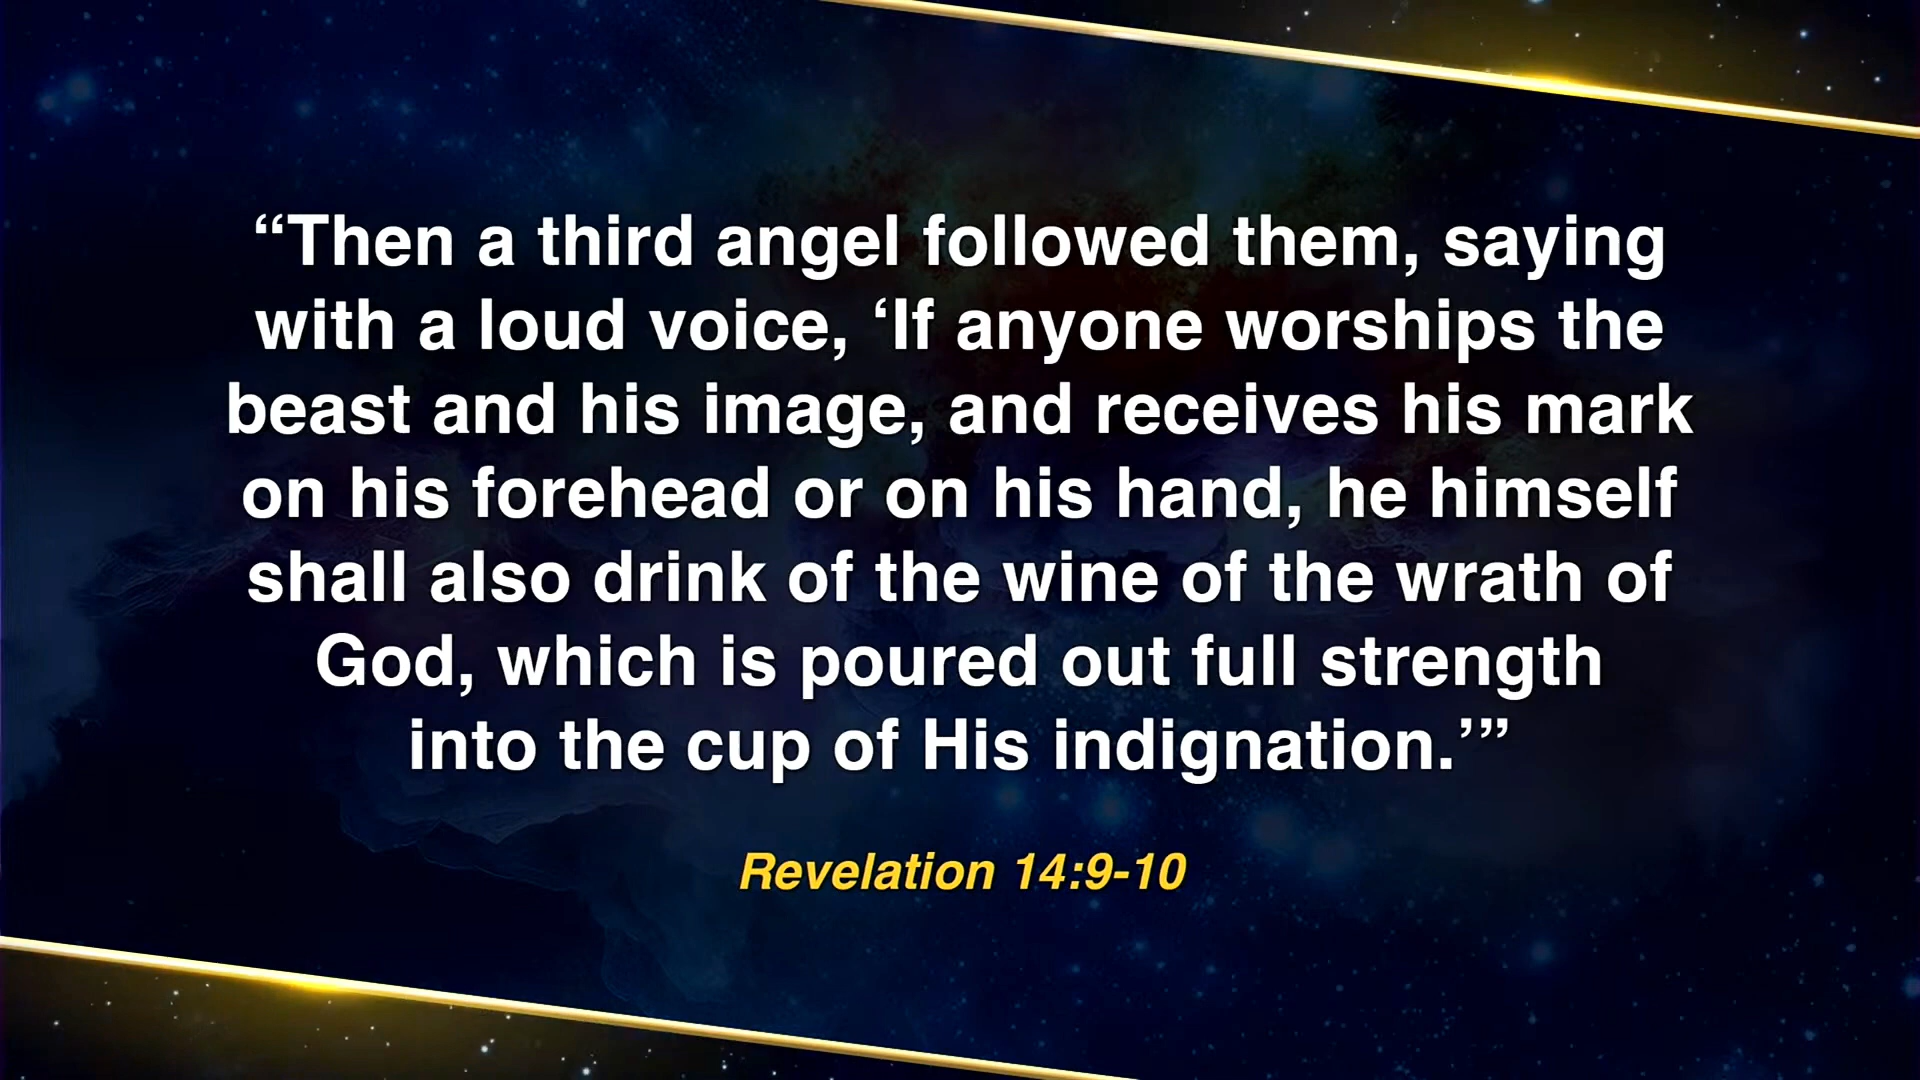 “Then a third angel followed them, saying
with a loud voice, ‘If anyone worships the
beast and his image, and receives his mark
on his forehead or on his hand, he himself
shall also drink of the wine of the wrath of
God, which is poured out full strength
into the cup of His indignation.’”
Revelation 14:9-10